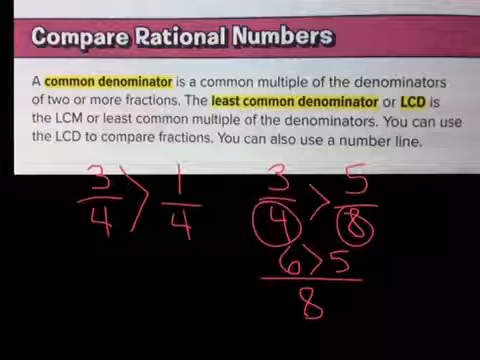 Compare Rational Numbers
A common denominator is a common multiple of the denominators
of two or more fractions. The least common denominator or LCD is
the LCM or least common multiple of the denominators. You can use
the LCD to compare fractions. You can also use a number line.
3/4 > 1/4
3/4 > 5/8
6 > 5
8